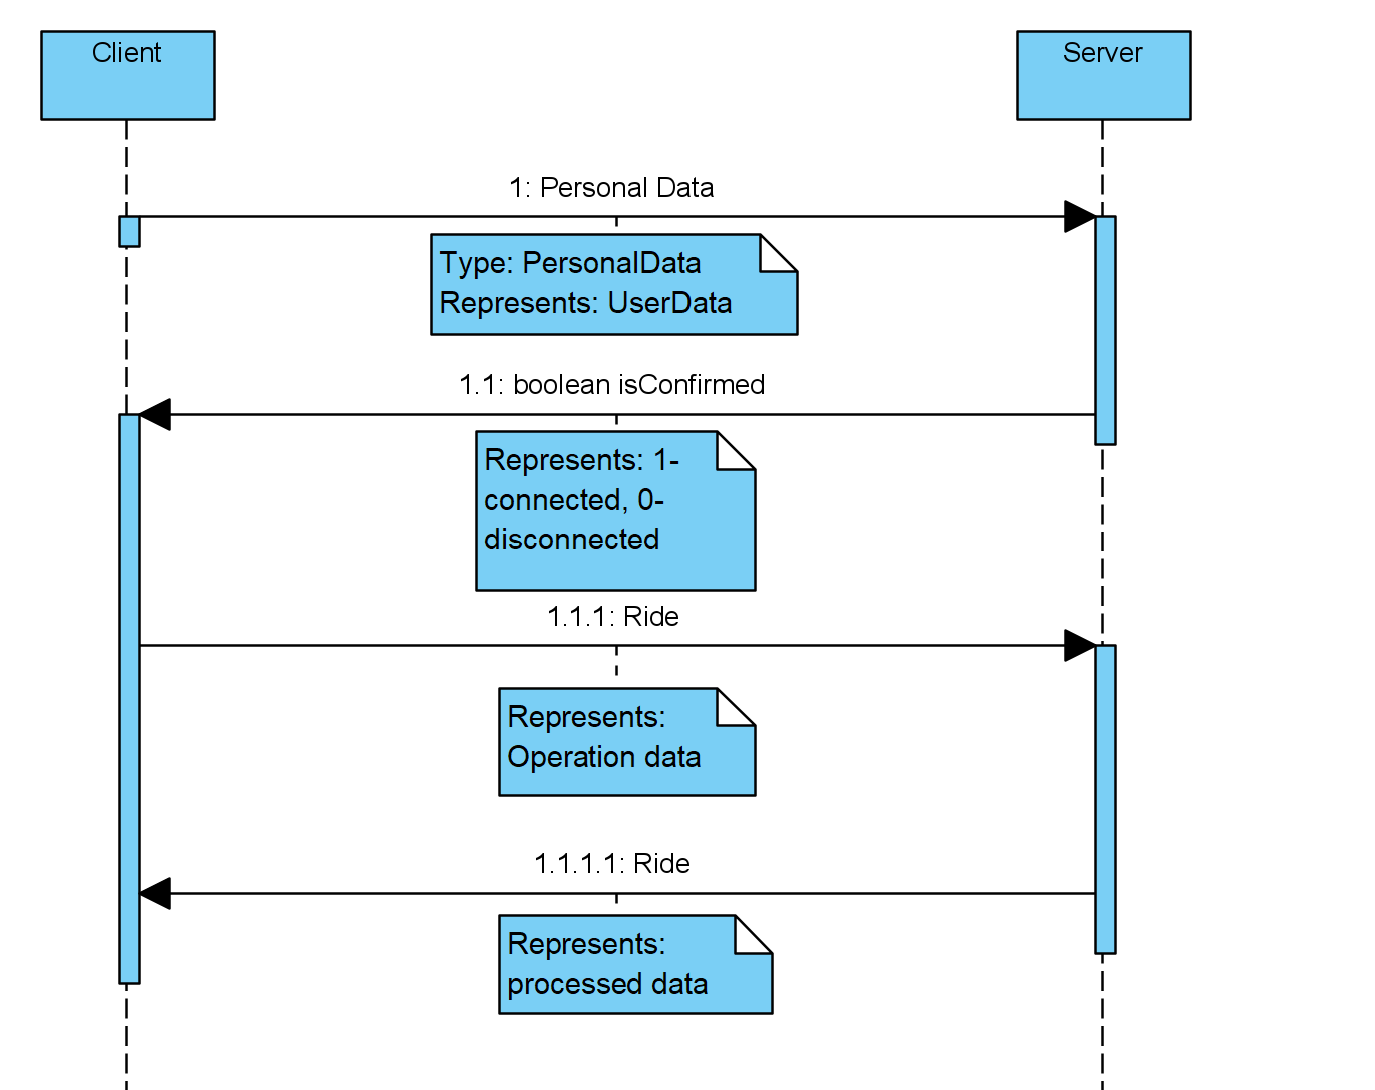 Client
Server
1: Personal Data
Type: PersonalData
Represents: UserData
1.1: boolean isConfirmed
Represents: 1-
connected, 0-
disconnected
1.1.1: Ride
Represents:
Operation data
1.1.1.1: Ride
Represents:
processed data